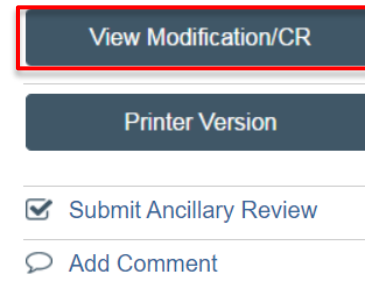 View Modification/CR
Printer Version
Submit Ancillary Review
Add Comment